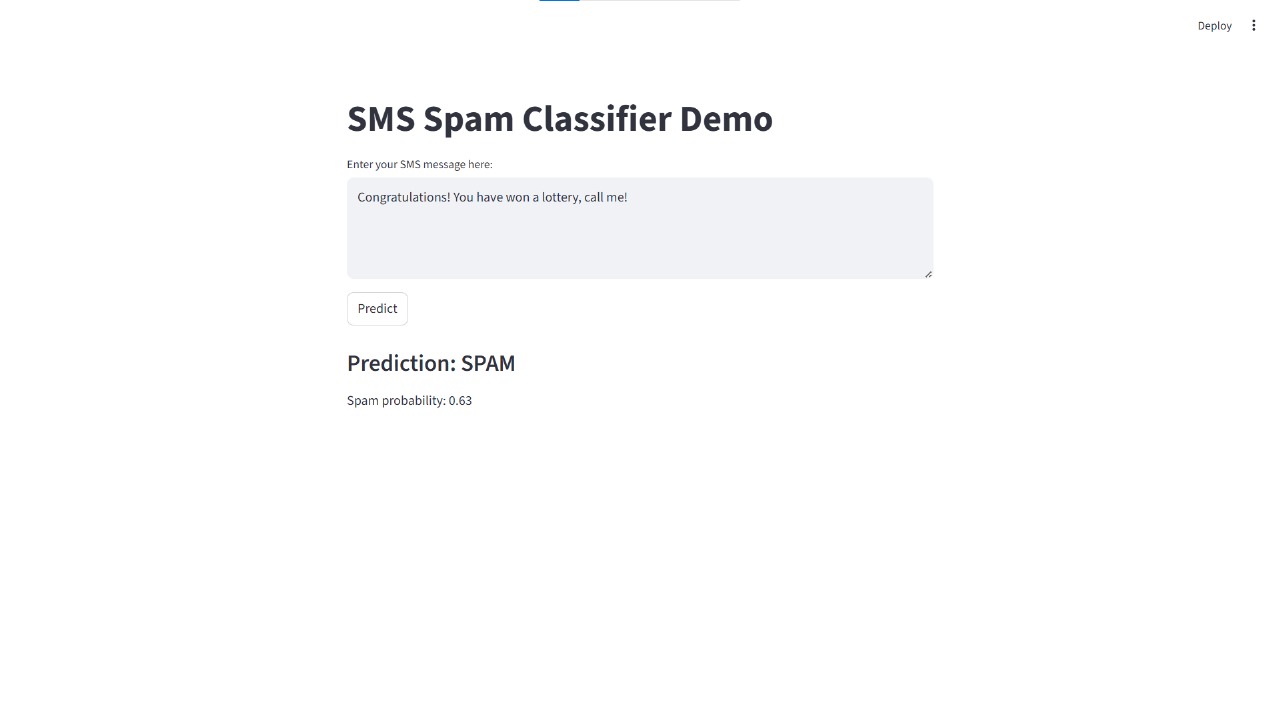 Deploy
SMS Spam Classifier Demo
Enter your SMS message here:
Congratulations! You have won a lottery, call me!
Predict
Prediction: SPAM
Spam probability: 0.63